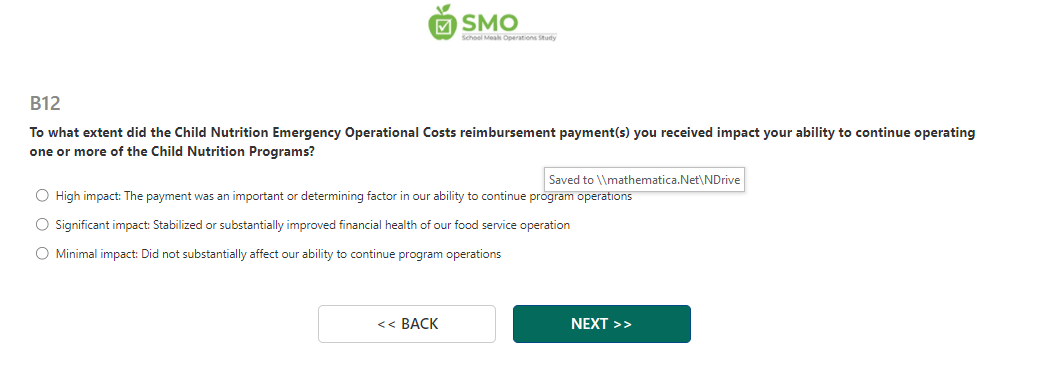 SMO
School Meals Operations Study
B12
To what extent did the Child Nutrition Emergency Operational Costs reimbursement payment(s) you received impact your ability to continue operating
one or more of the Child Nutrition Programs?
Saved to \\mathematica.Net\NDrive
High impact: The payment was an important or determining factor in our ability to continue program operations
Significant impact: Stabilized or substantially improved financial health of our food service operation
Minimal impact: Did not substantially affect our ability to continue program operations
<< BACK
NEXT >>